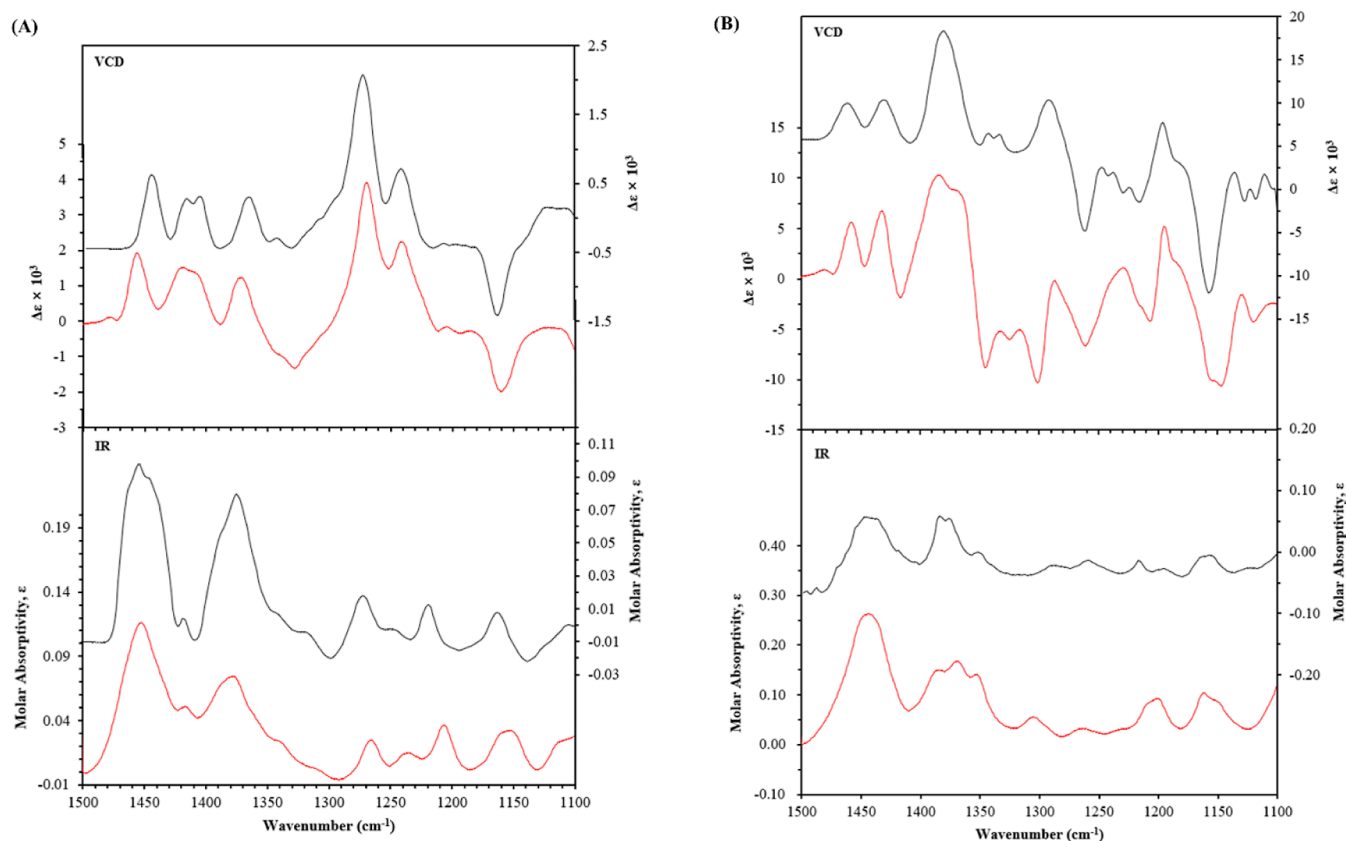 (A)
VCD
2.5
1.5
0.5
-0.5
-1.5
Δε × 10³
5
4
3
2
1
0
-1
-2
-3
Δε × 10³
IR
0.11
0.09
0.07
0.05
0.03
0.01
-0.01
-0.03
Molar Absorptivity, ε
0.19
0.14
0.09
0.04
-0.01
Molar Absorptivity, ε
1500 1450 1400 1350 1300 1250 1200 1150 1100
Wavenumber (cm⁻¹)
(B)
VCD
20
15
10
5
0
-5
-10
-15
Δε × 10³
15
10
5
0
-5
-10
-15
Δε × 10³
IR
0.20
0.10
0.00
-0.10
-0.20
Molar Absorptivity, ε
0.40
0.30
0.20
0.10
0.00
-0.10
Molar Absorptivity, ε
1500 1450 1400 1350 1300 1250 1200 1150 1100
Wavenumber (cm⁻¹)